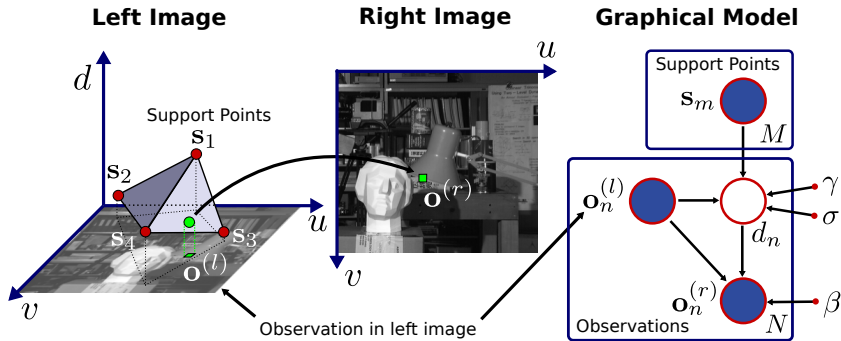 Left Image
Right Image
Graphical Model
d
Support Points
s₁
s₂
s₄
s₃
o⁽ˡ⁾
u
v
u
o⁽ʳ⁾
v
Observation in left image
Support Points
sₘ
M
oₙ⁽ˡ⁾
dₙ
γ
σ
oₙ⁽ʳ⁾
β
Observations
N